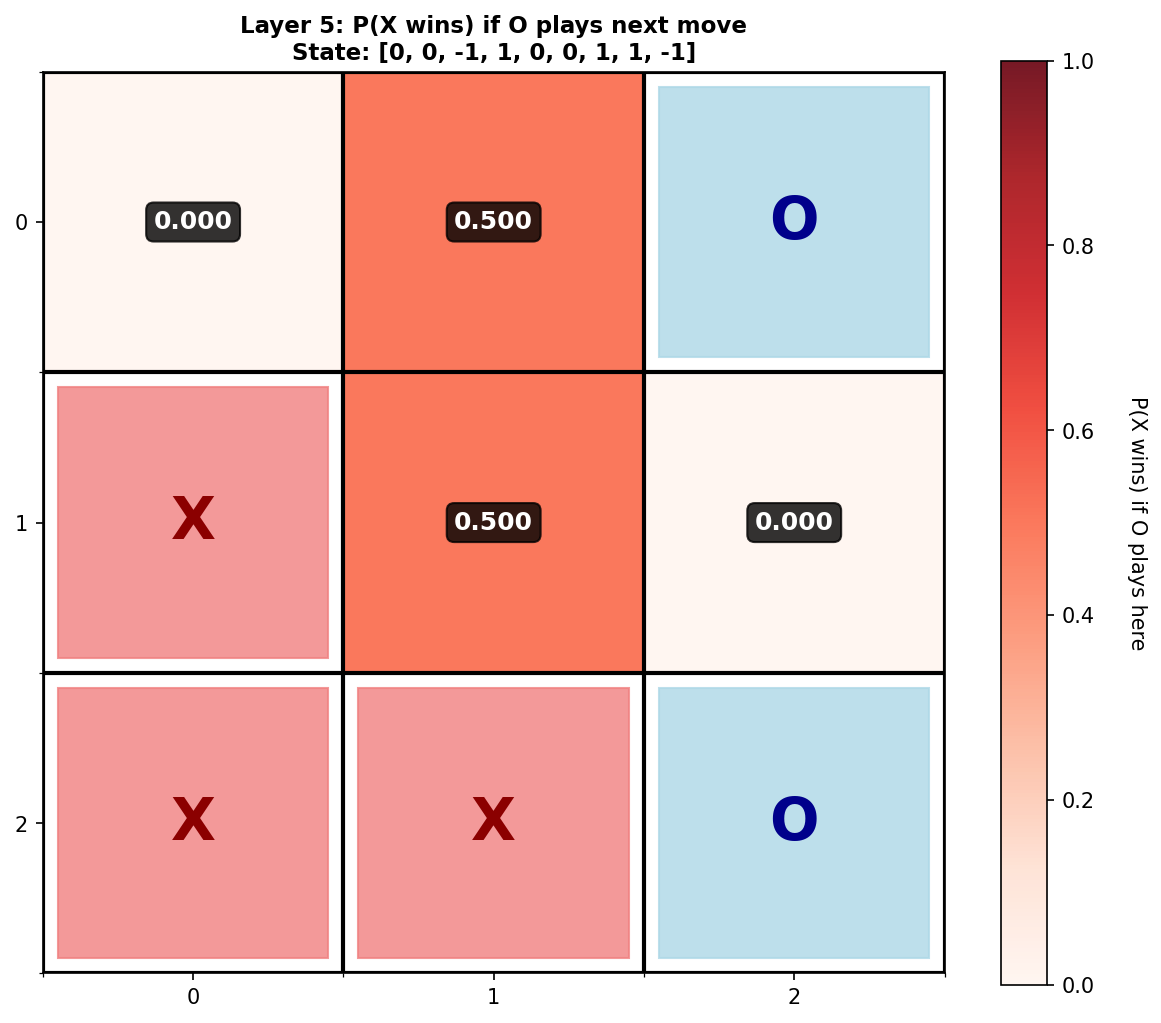 Layer 5: P(X wins) if O plays next move
State: [0, 0, -1, 1, 0, 0, 1, 1, -1]
0
0.000
0.500
O
1
X
0.500
0.000
2
X
X
O
0
1
2
1.0
0.8
0.6
0.4
0.2
0.0
P(X wins) if O plays here